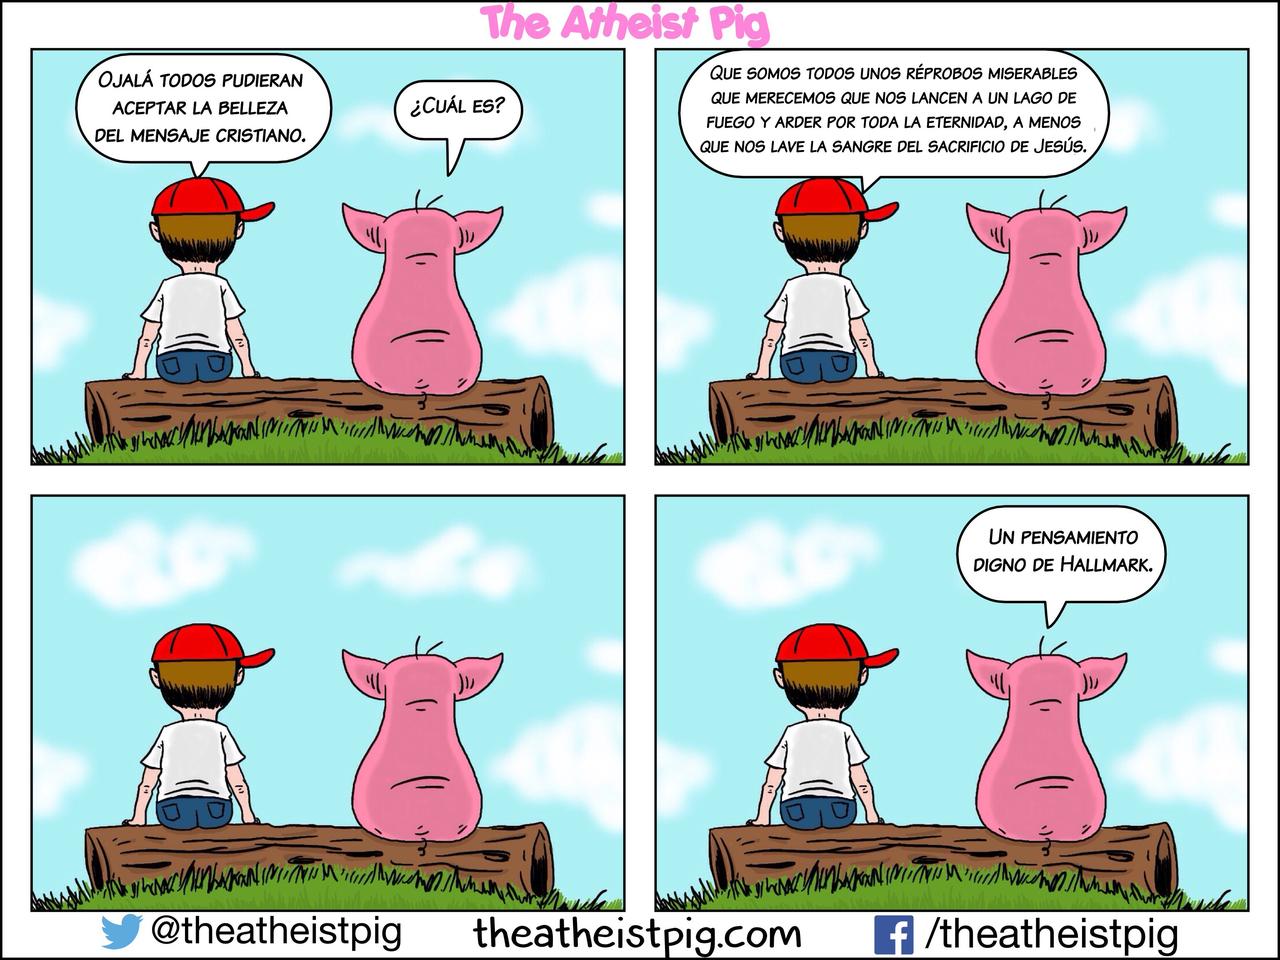 The Atheist Pig
OJALÁ TODOS PUDIERAN
ACEPTAR LA BELLEZA
DEL MENSAJE CRISTIANO.
¿CUÁL ES?
QUE SOMOS TODOS UNOS RÉPROBOS MISERABLES
QUE MERECEMOS QUE NOS LANCEN A UN LAGO DE
FUEGO Y ARDER POR TODA LA ETERNIDAD, A MENOS
QUE NOS LAVE LA SANGRE DEL SACRIFICIO DE JESÚS.
UN PENSAMIENTO
DIGNO DE HALLMARK.
@theatheistpig
theatheistpig.com
/theatheistpig